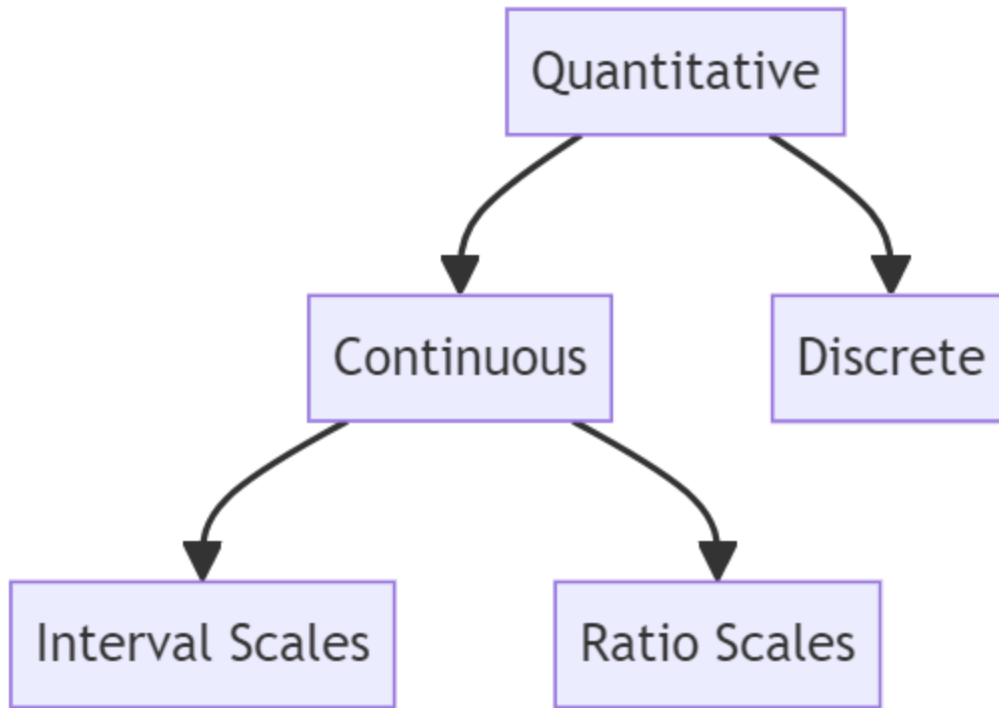 Quantitative
Continuous
Discrete
Interval Scales
Ratio Scales